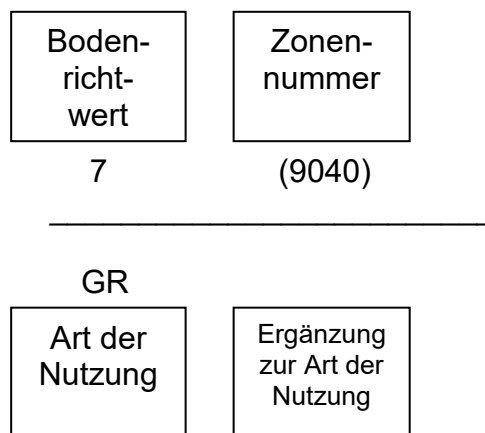 Boden-
richt-
wert
Zonen-
nummer
7
(9040)
GR
Art der
Nutzung
Ergänzung
zur Art der
Nutzung